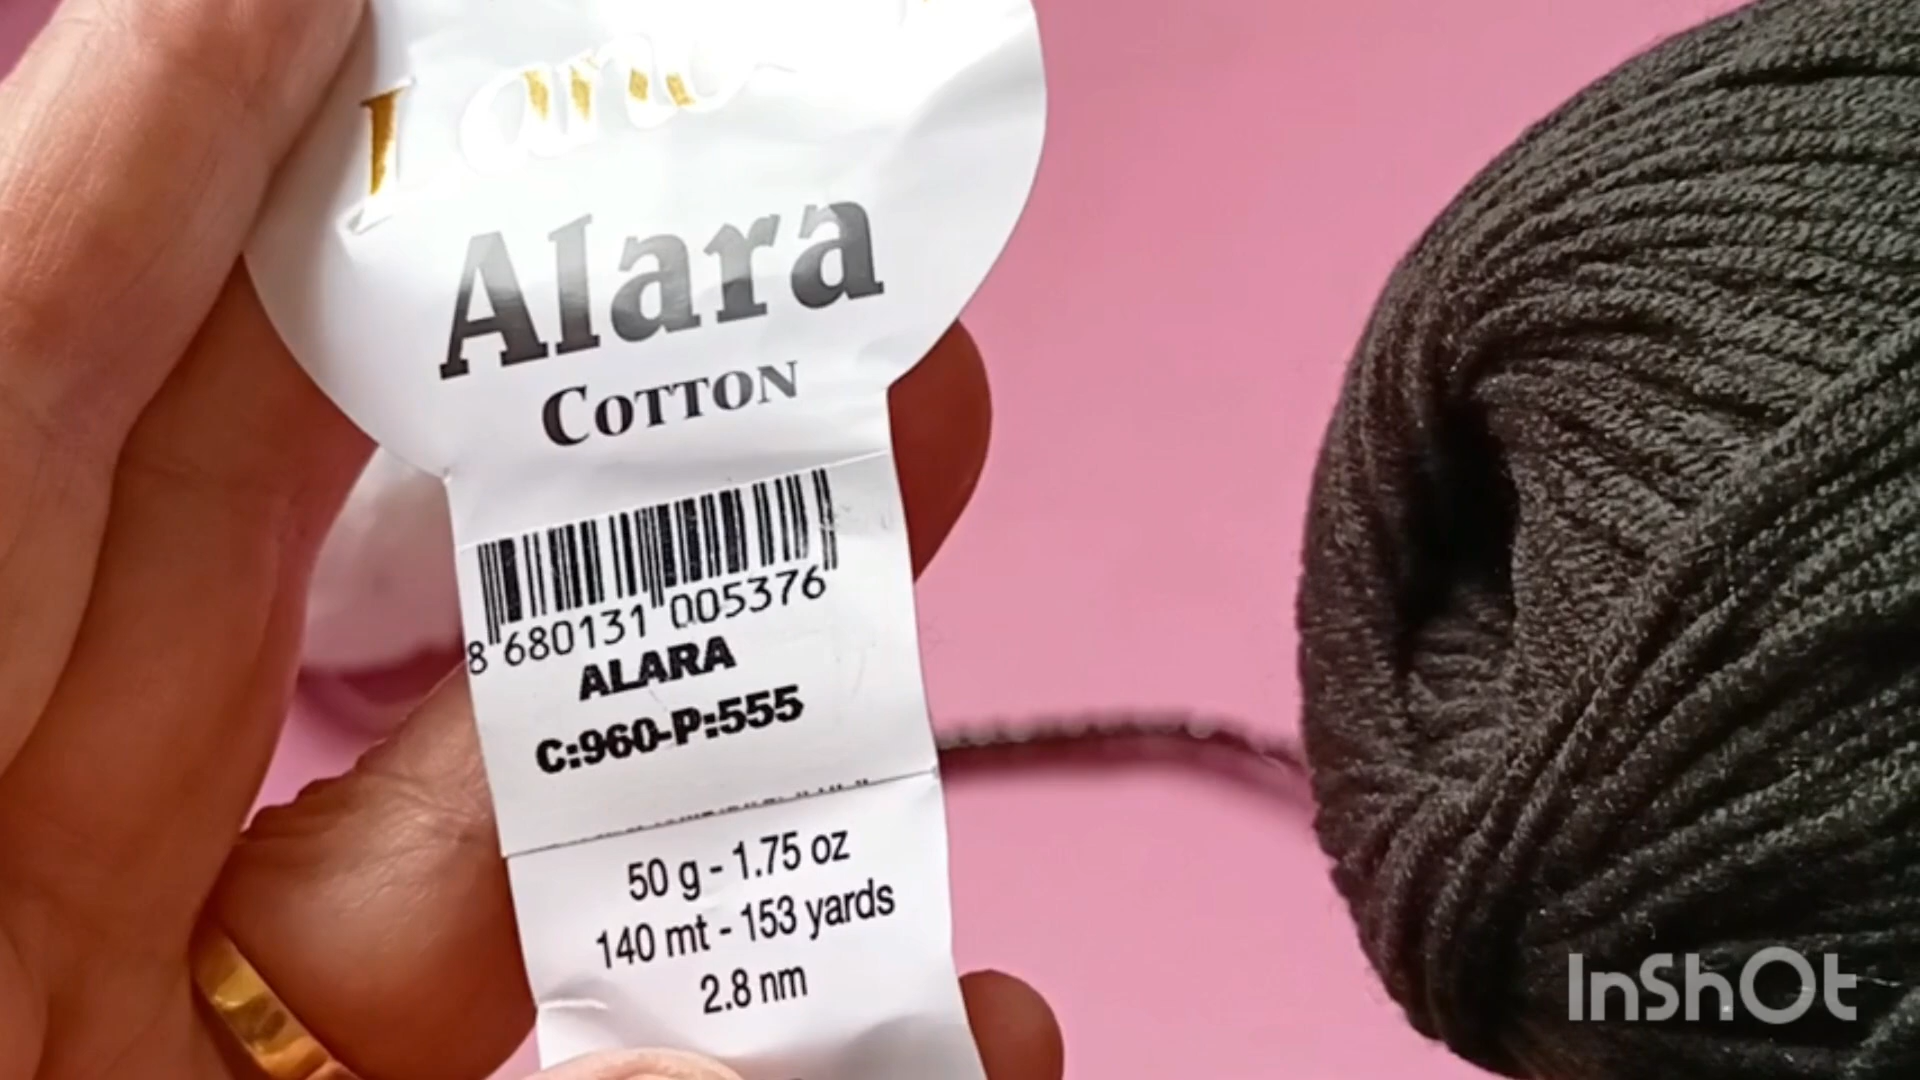 Alara
COTTON
8 680131 005376
ALARA
C:960-P:555
50 g - 1.75 oz
140 mt - 153 yards
2.8 nm
InShOt